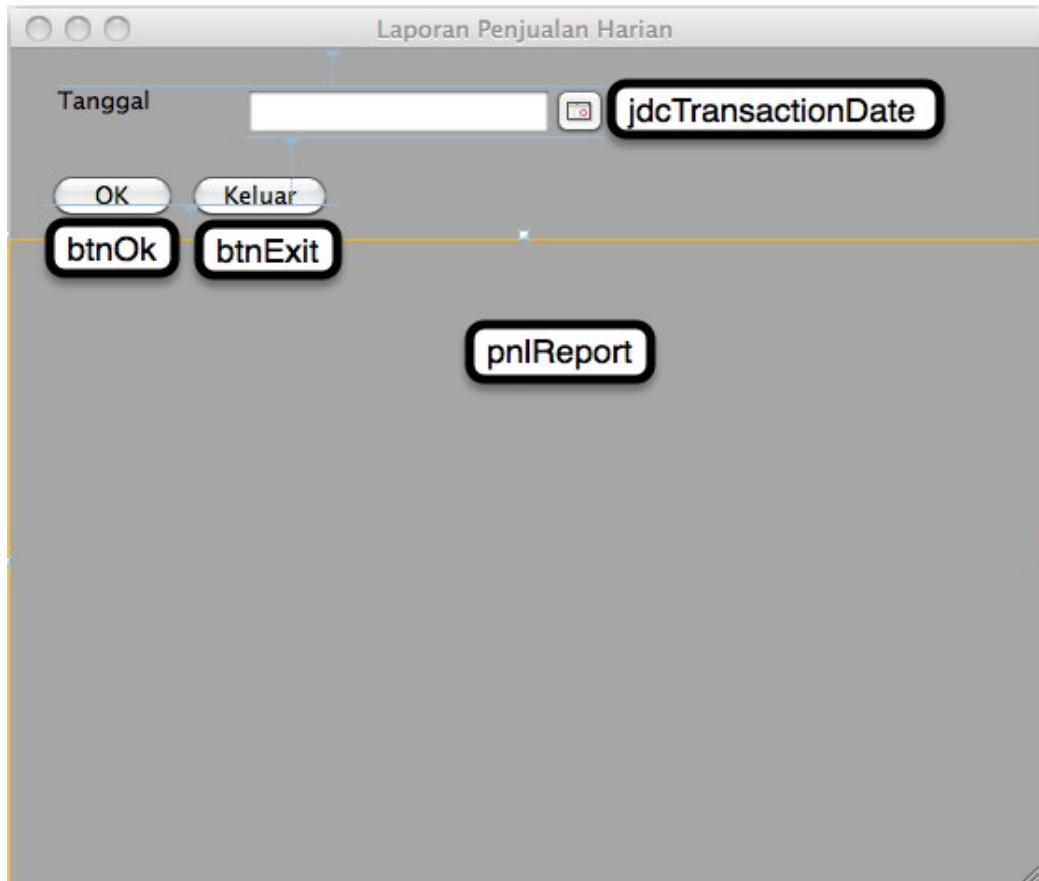 Laporan Penjualan Harian
Tanggal
jdcTransactionDate
OK
Keluar
btnOk
btnExit
pnlReport